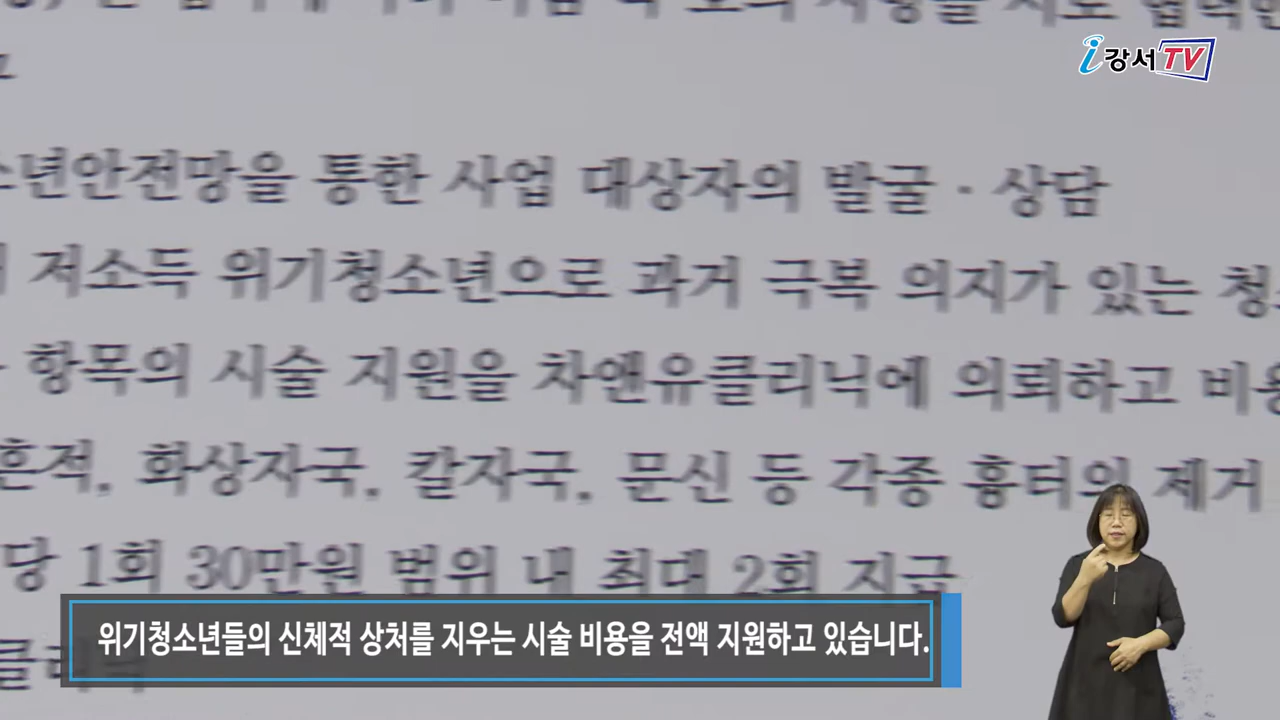 i강서TV
소년안전망을 통한 사업 대상자의 발굴 · 상담
저소득 위기청소년으로 과거 극복 의지가 있는
항목의 시술 지원을 차앤유클리닉에 의뢰하고
흔적, 화상자국, 칼자국, 문신 등 각종 흉터의 제거
당 1회 30만원 범위 내 최대 2회 지급
위기청소년들의 신체적 상처를 지우는 시술 비용을 전액 지원하고 있습니다.